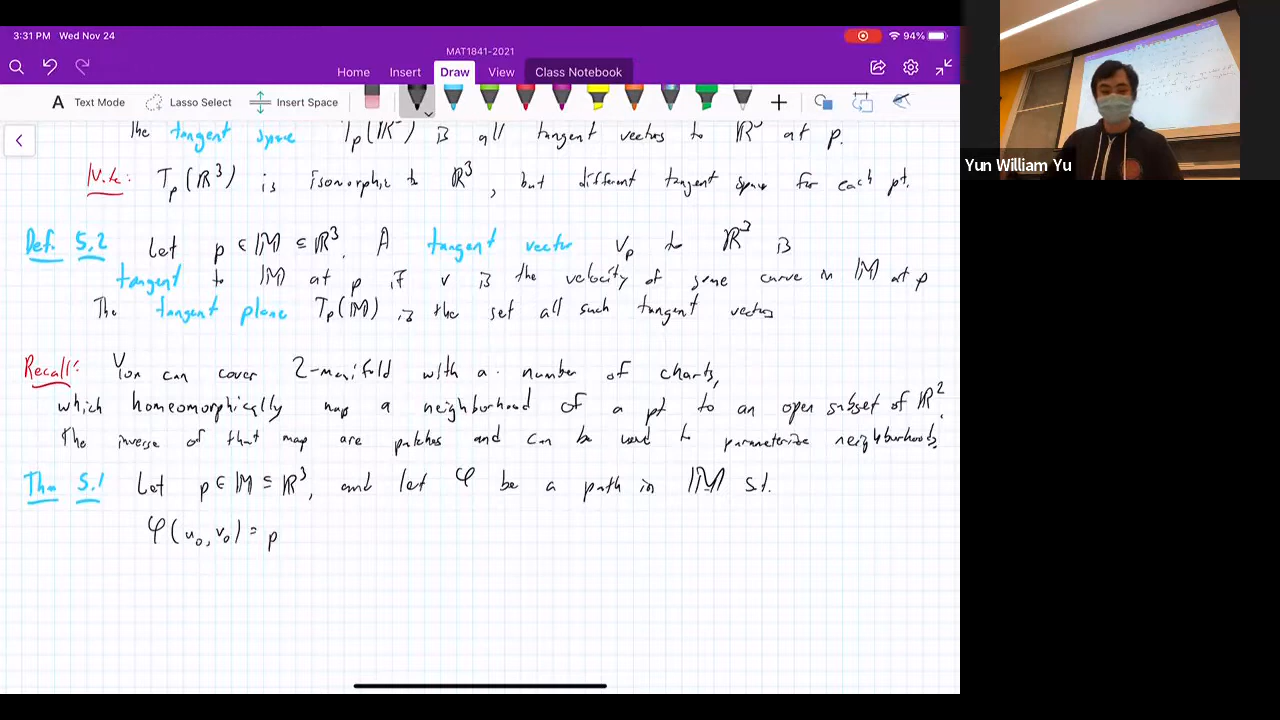 3:31 PM Wed Nov 24
94%
MAT1841-2021
Home Insert Draw View Class Notebook
A Text Mode Lasso Select Insert Space
the tangent space Tp(ℝ³) is all tangent vectors to ℝ³ at p.
Note: Tp(ℝ³) is isomorphic to ℝ³, but different tangent space for each pt.
Def. 5.2 Let p ∈ 𝕄 ⊆ ℝ³. A tangent vector vp to ℝ³ is
tangent to 𝕄 at p if v is the velocity of some curve in 𝕄 at p
The tangent plane Tp(𝕄) is the set all such tangent vectors
Recall: You can cover 2-manifold with a number of charts,
which homeomorphically map a neighborhood of a pt to an open subset of ℝ².
The inverse of that map are patches and can be used to parameterize neighborhoods.
Thm 5.1 Let p ∈ 𝕄 ⊆ ℝ³, and let φ be a path in 𝕄 s.t.
φ(u₀, v₀) = p
Yun William Yu